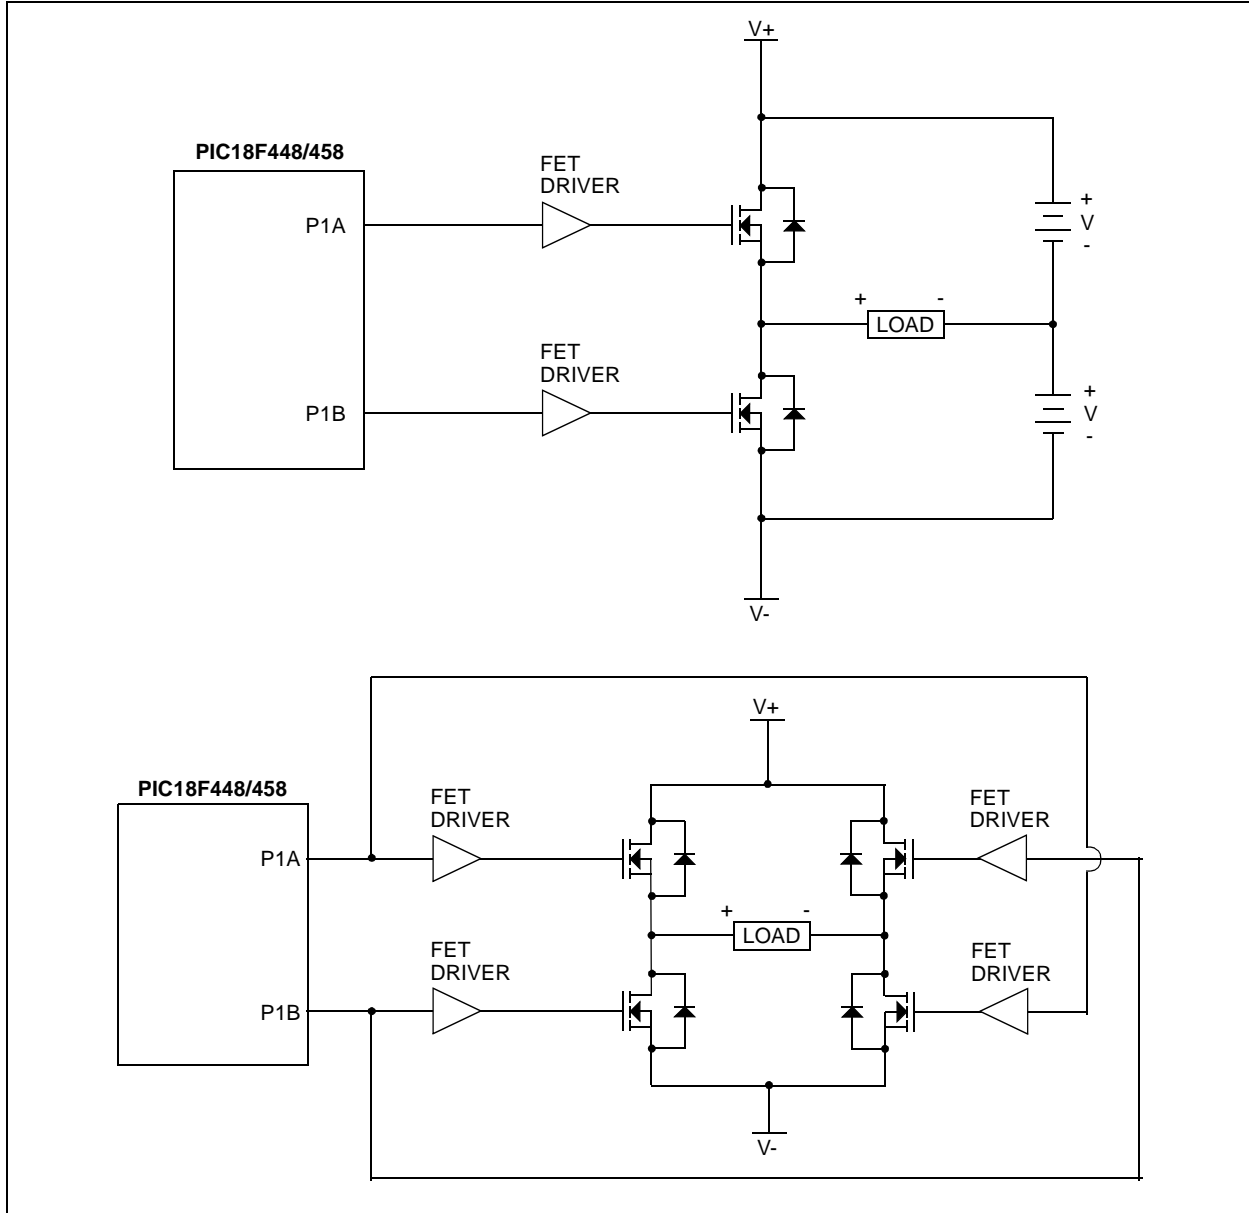 V+
PIC18F448/458
FET
DRIVER
P1A
+
V
-
+ -
LOAD
FET
DRIVER
P1B
+
V
-
V-
V+
PIC18F448/458
FET
DRIVER
FET
DRIVER
P1A
+ -
LOAD
FET
DRIVER
FET
DRIVER
P1B
V-